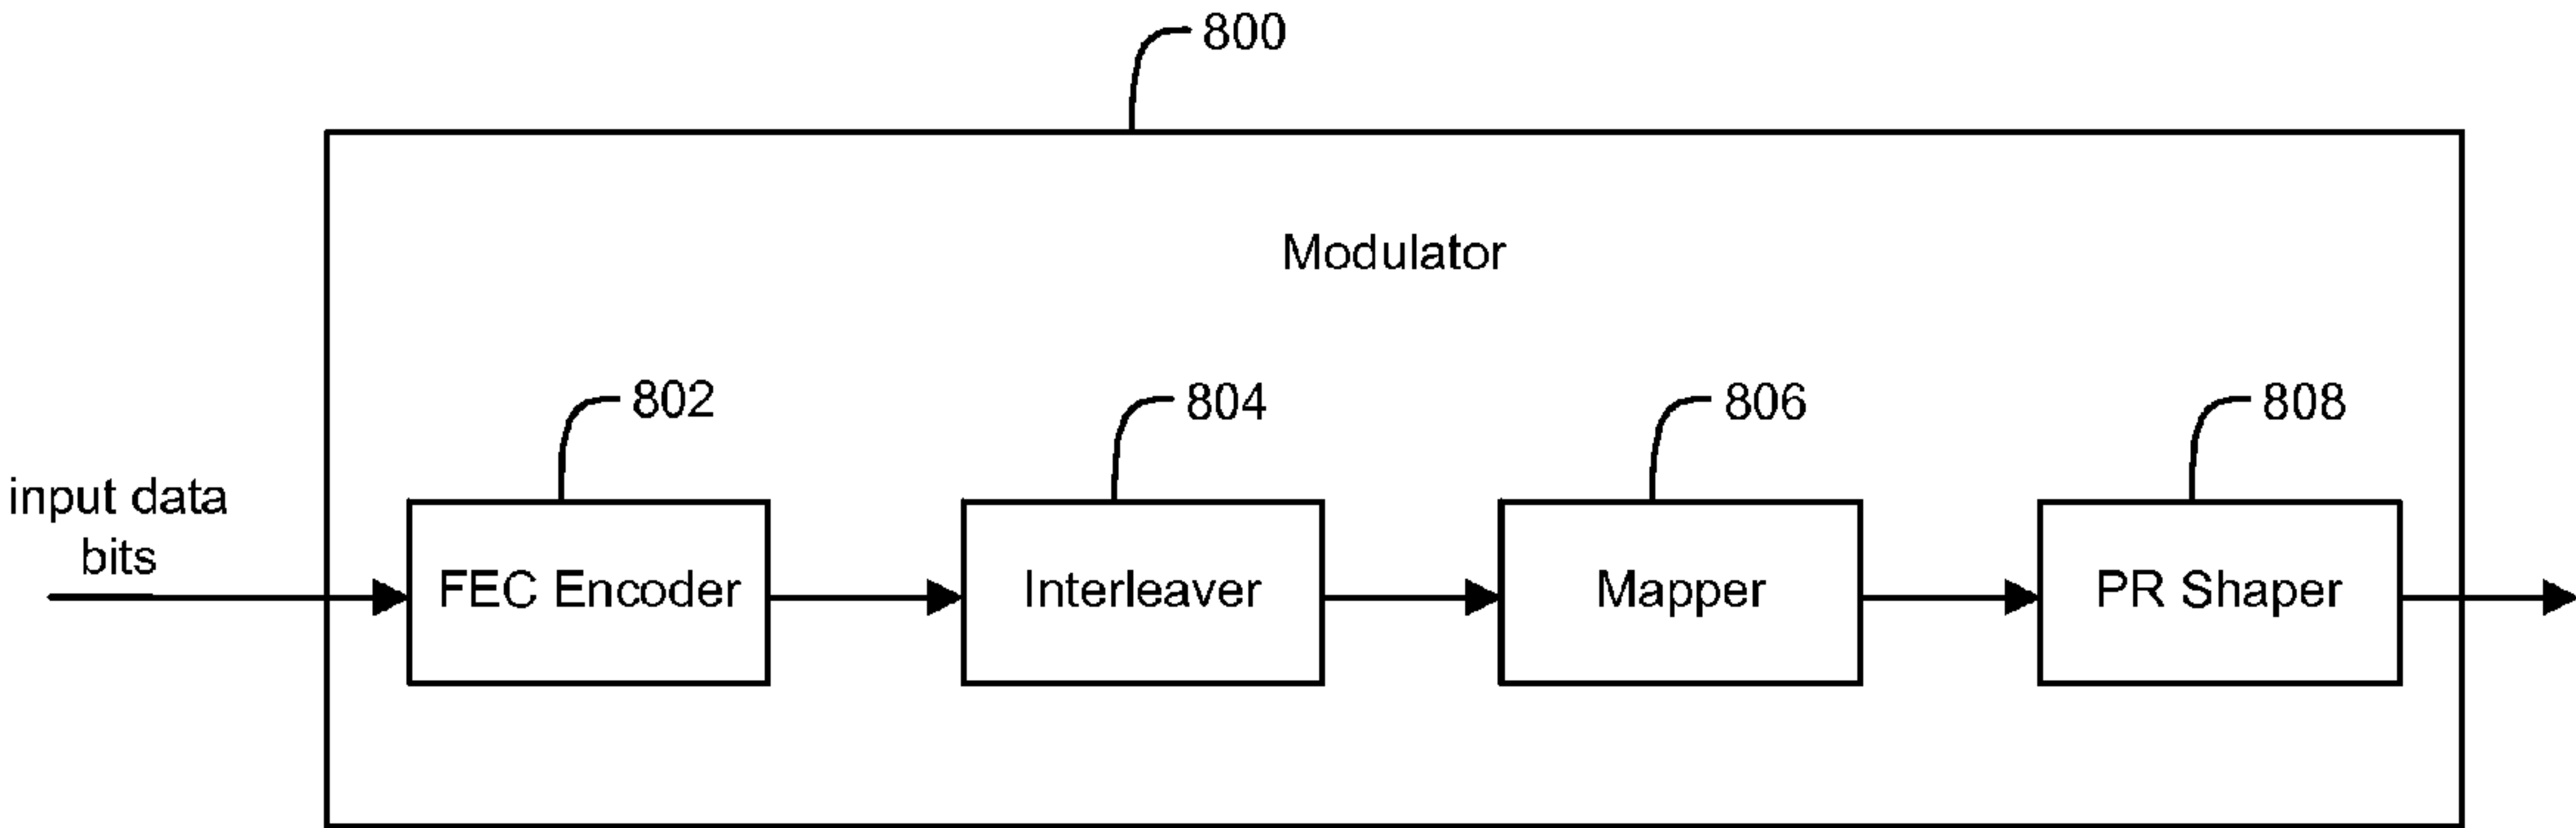 800
Modulator
802
804
806
808
input data
bits
FEC Encoder
Interleaver
Mapper
PR Shaper